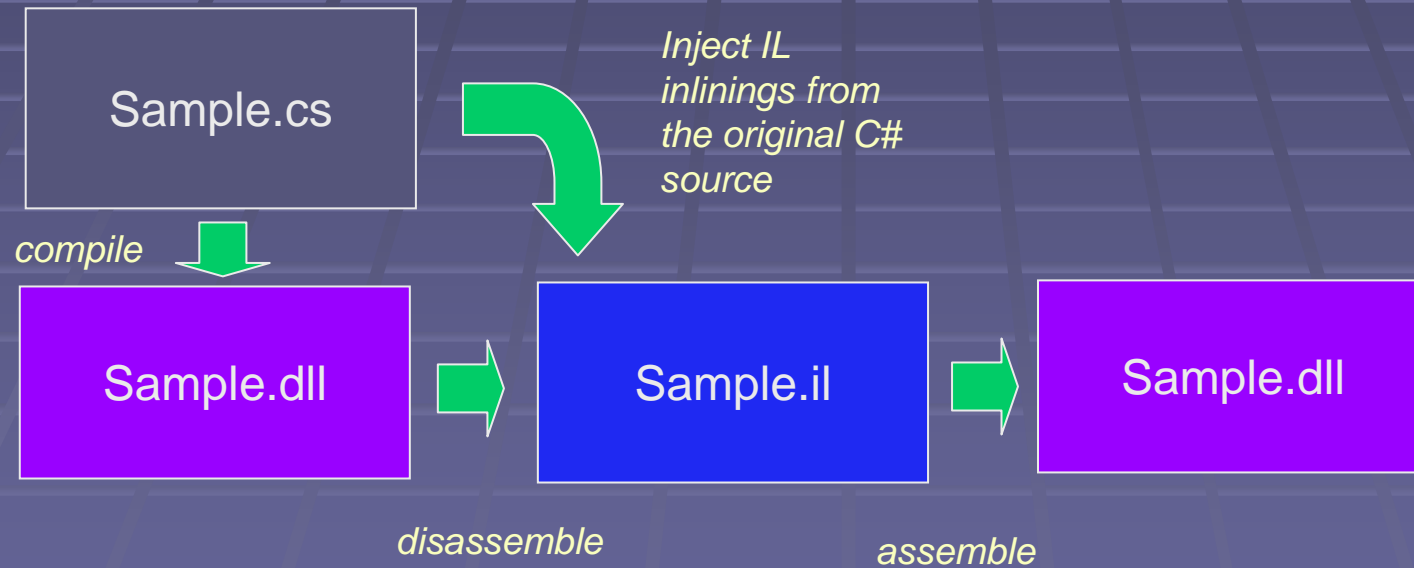 Sample.cs
Inject IL
inlinings from
the original C#
source
compile
Sample.dll
Sample.il
Sample.dll
disassemble
assemble